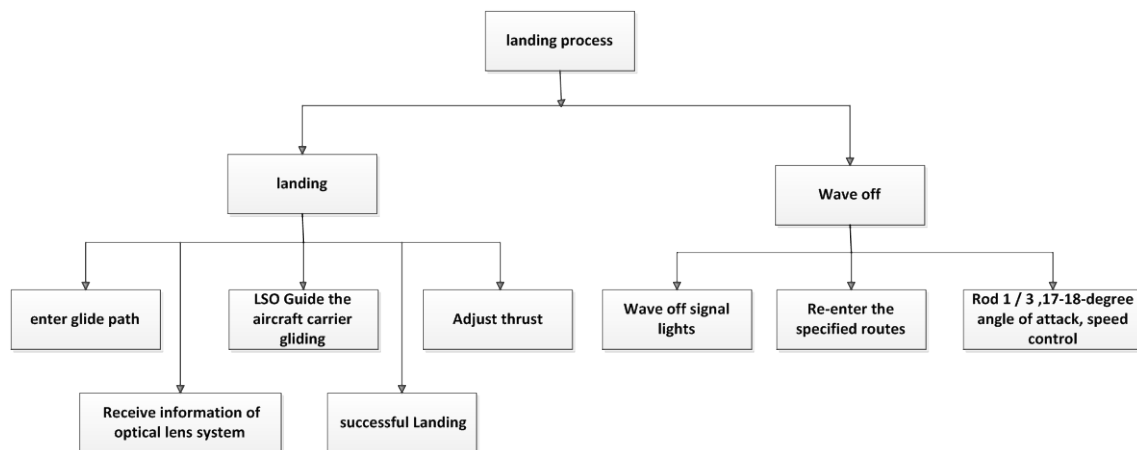 landing process
landing
Wave off
enter glide path
LSO Guide the
aircraft carrier
gliding
Adjust thrust
Wave off signal
lights
Re-enter the
specified routes
Rod 1 / 3 ,17-18-degree
angle of attack, speed
control
Receive information of
optical lens system
successful Landing